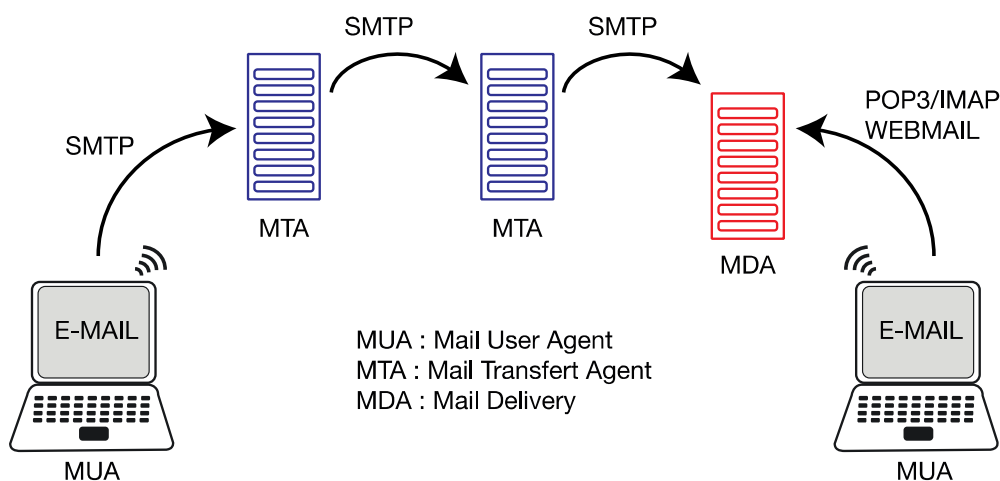 SMTP
SMTP
SMTP
POP3/IMAP
WEBMAIL
MTA
MTA
MDA
E-MAIL
E-MAIL
MUA : Mail User Agent
MTA : Mail Transfert Agent
MDA : Mail Delivery
MUA
MUA